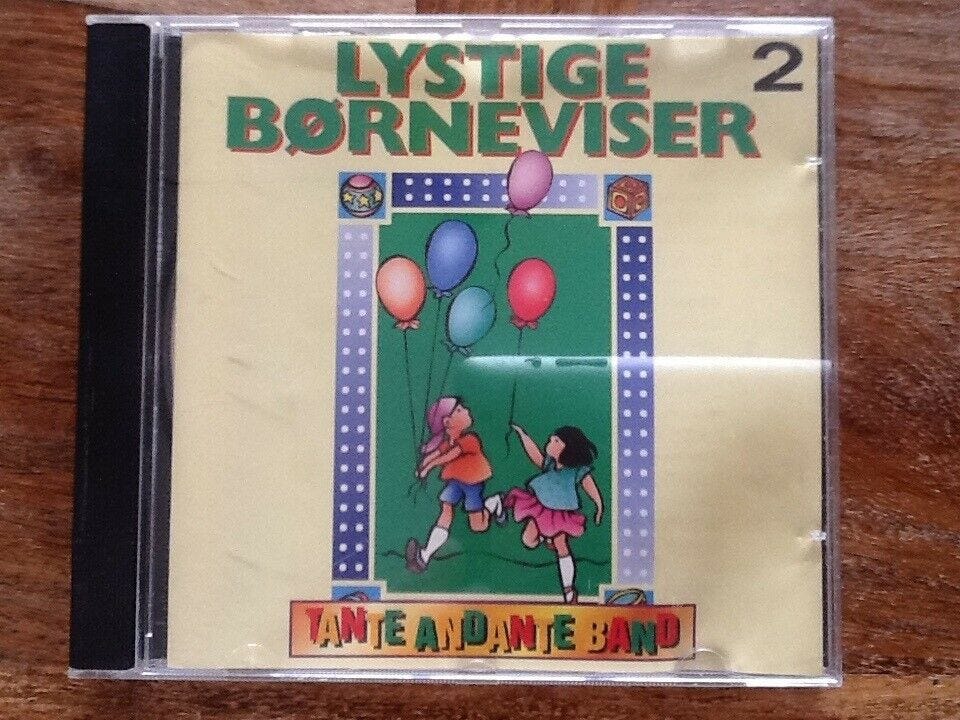 LYSTIGE 2
BØRNEVISER
TANTE ANDANTE BAND